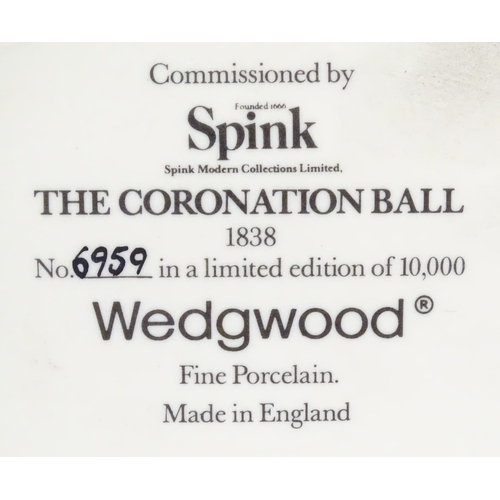 Commissioned by
Founded 1666
Spink
Spink Modern Collections Limited.
THE CORONATION BALL
1838
No. 6959 in a limited edition of 10,000
Wedgwood®
Fine Porcelain.
Made in England